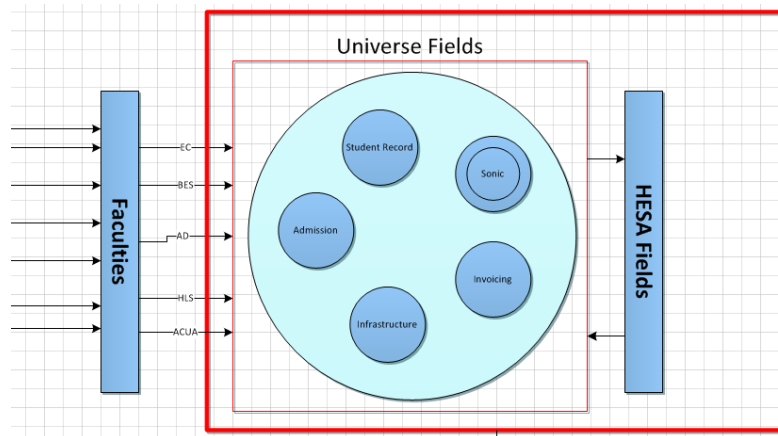 Universe Fields
Faculties
EC
BES
AD
HLS
ACUA
Student Record
Sonic
Admission
Invoicing
Infrastructure
HESA Fields